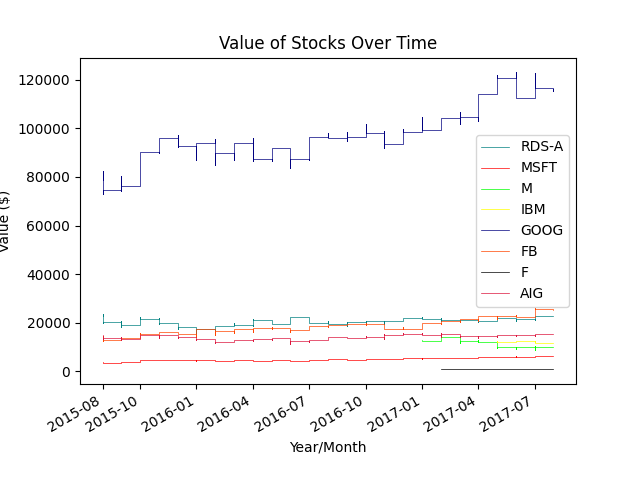 Value of Stocks Over Time
120000
100000
80000
60000
40000
20000
0
Value ($)
RDS-A
MSFT
M
IBM
GOOG
FB
F
AIG
2015-08
2015-10
2016-01
2016-04
2016-07
2016-10
2017-01
2017-04
2017-07
Year/Month